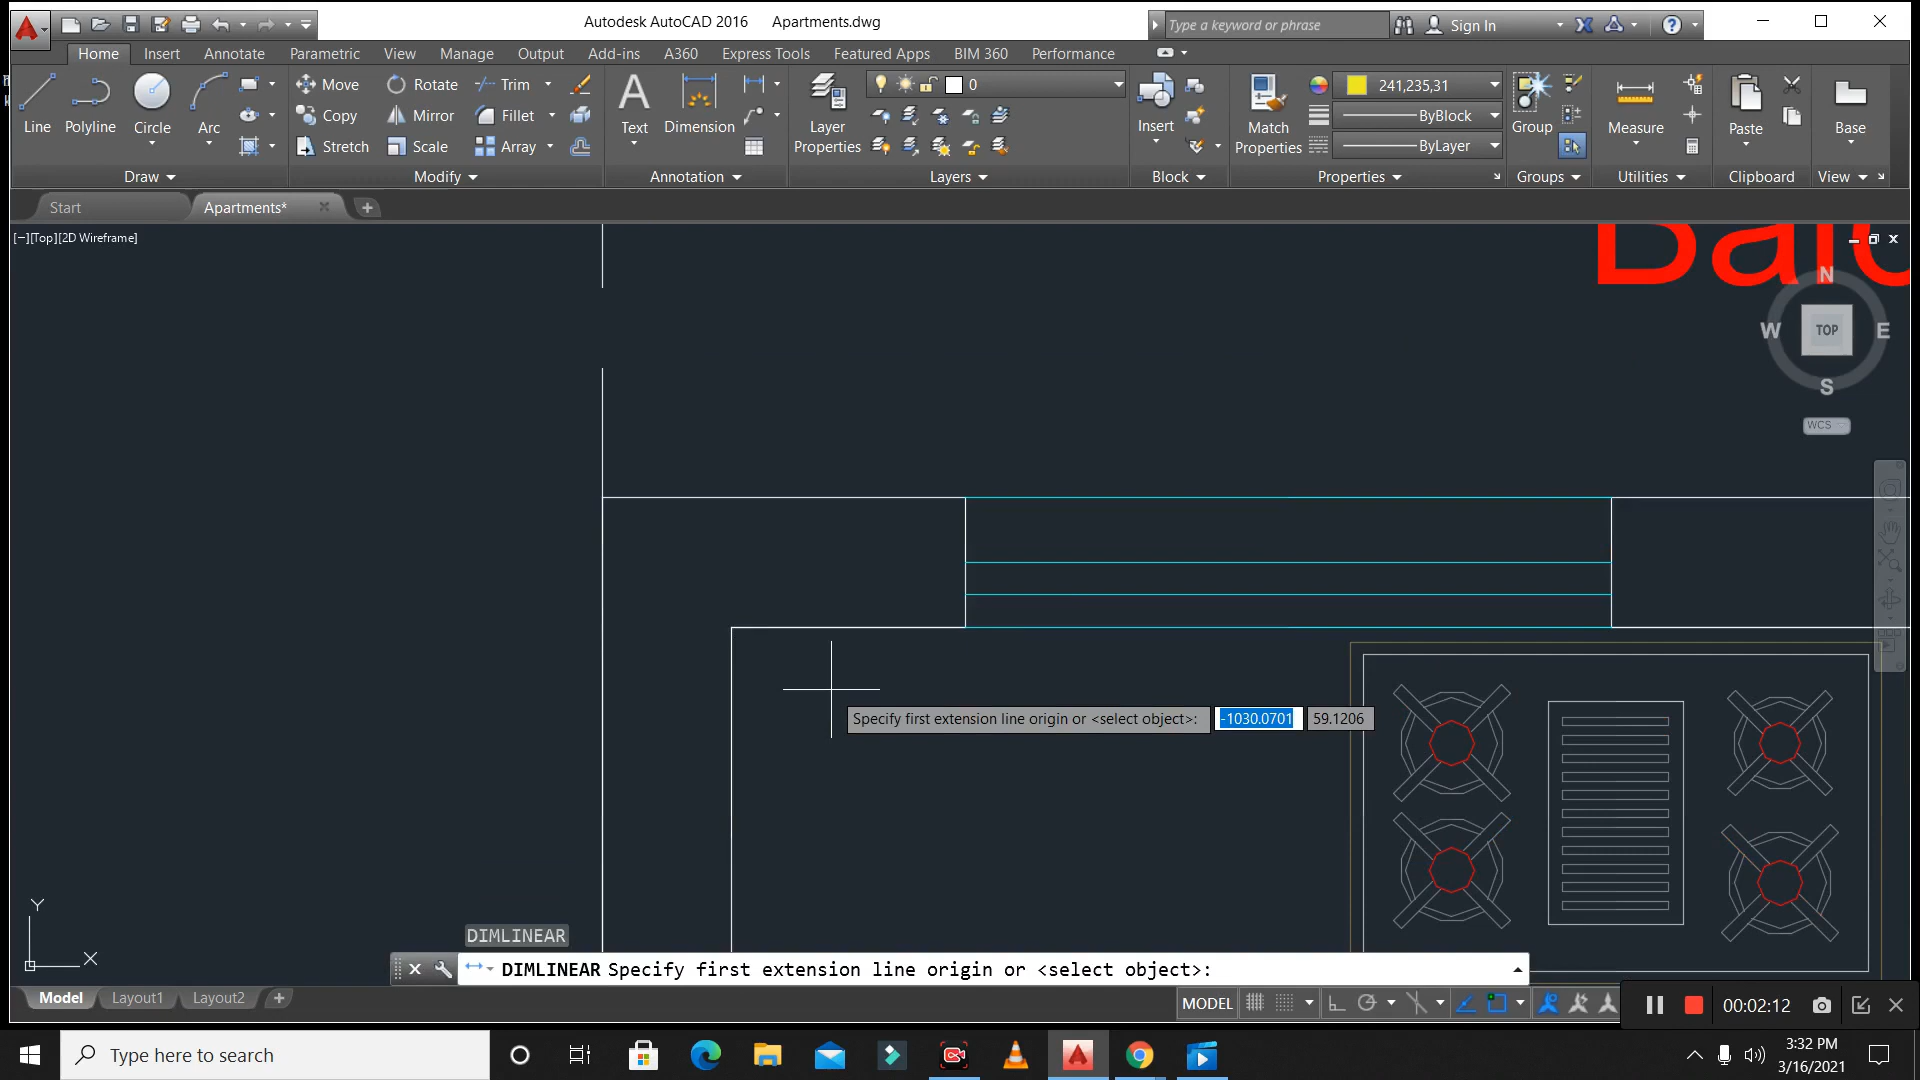 Autodesk AutoCAD 2016 Apartments.dwg
Type a keyword or phrase
Sign In
Home Insert Annotate Parametric View Manage Output Add-ins A360 Express Tools Featured Apps BIM 360 Performance
Line Polyline Circle Arc
Move Rotate Trim
Copy Mirror Fillet
Stretch Scale Array
Text Dimension
Layer
Properties
0
Insert
Match
Properties
241,235,31
ByBlock
ByLayer
Group
Measure
Paste
Base
Draw Modify Annotation Layers Block Properties Groups Utilities Clipboard View
Start Apartments*
[−][Top][2D Wireframe]
N
W TOP E
S
WCS
Specify first extension line origin or <select object>: -1030.0701 59.1206
Y
X
DIMLINEAR
DIMLINEAR Specify first extension line origin or <select object>:
Model Layout1 Layout2
MODEL
00:02:12
Type here to search
3:32 PM
3/16/2021